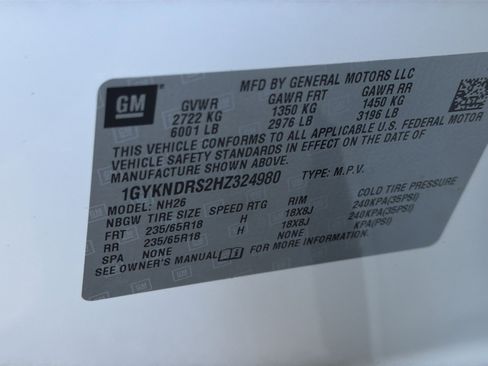 GM
MFD BY GENERAL MOTORS LLC
GVWR GAWR FRT GAWR RR
2722 KG 1350 KG 1450 KG
6001 LB 2976 LB 3196 LB
THIS VEHICLE CONFORMS TO ALL APPLICABLE U.S. FEDERAL MOTOR
VEHICLE SAFETY STANDARDS IN EFFECT ON THE DATE OF
MANUFACTURE SHOWN ABOVE.
1GYKNDRS2HZ324980 TYPE: M.P.V.
MODEL: NH26
NBGW TIRE SIZE SPEED RTG RIM COLD TIRE PRESSURE
FRT 235/65R18 H 18X8J 240KPA(35PSI)
RR 235/65R18 H 18X8J 240KPA(35PSI)
SPA NONE NONE KPA(PSI)
SEE OWNER'S MANUAL FOR MORE INFORMATION.